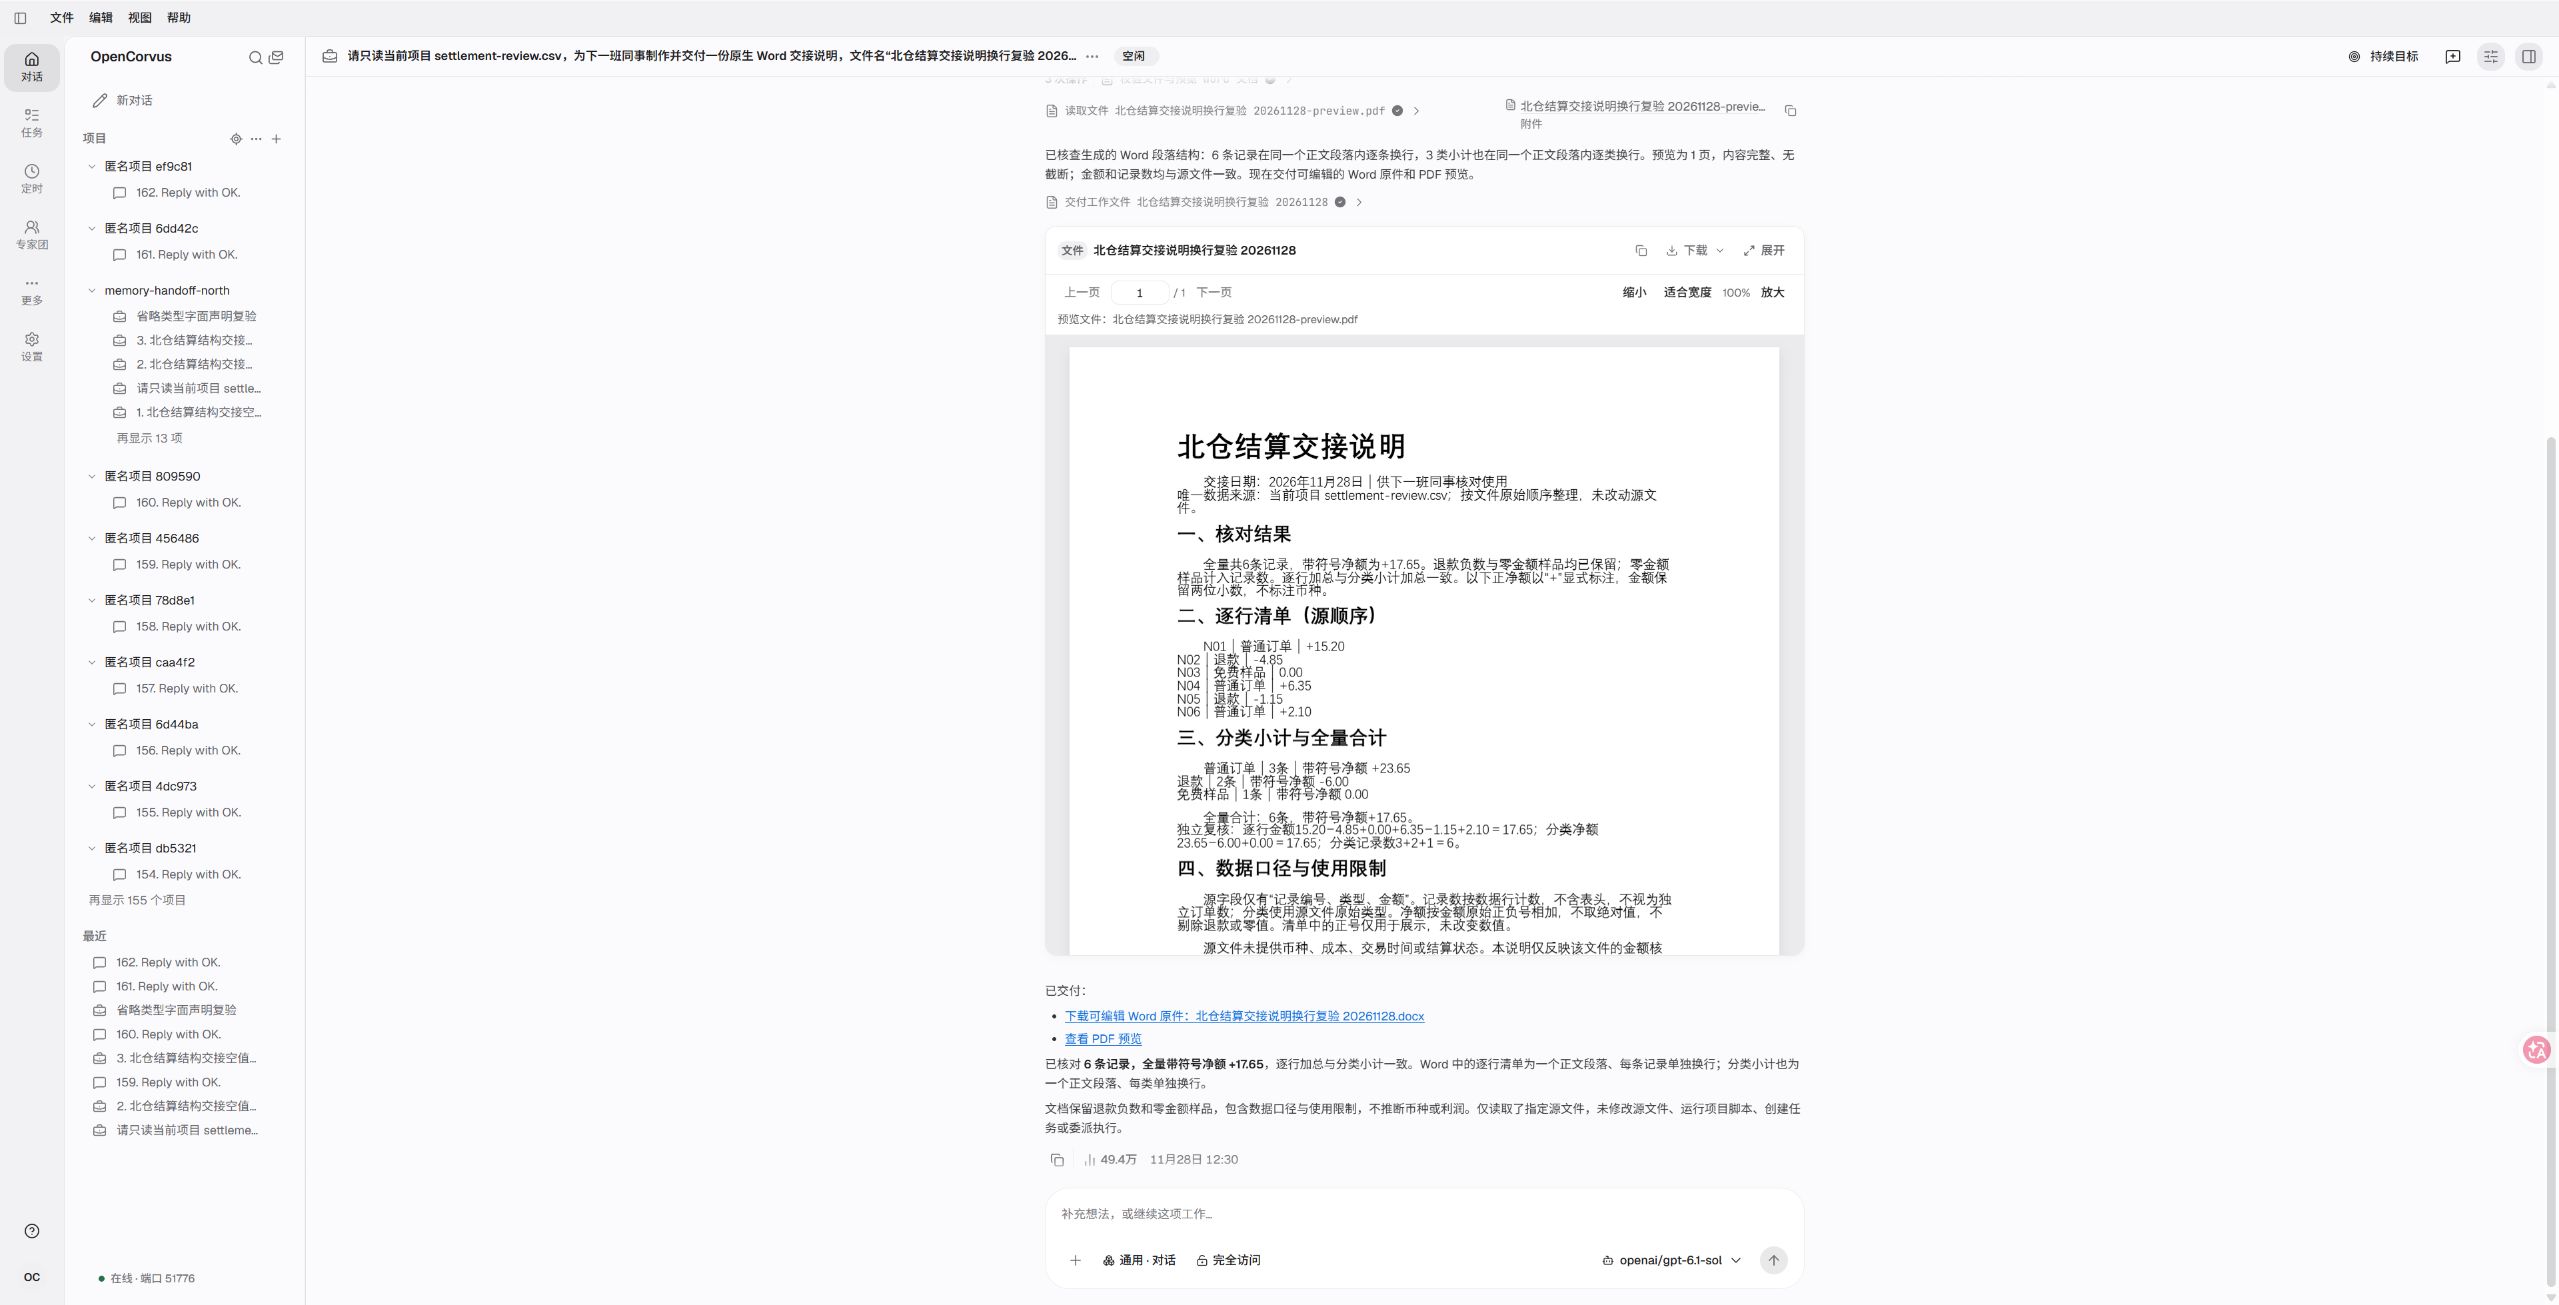 文件 编辑 视图 帮助
对话
任务
定时
专家团
更多
设置
OC
OpenCorvus
新对话
项目
匿名项目 ef9c81
162. Reply with OK.
匿名项目 6dd42c
161. Reply with OK.
memory-handoff-north
省略类型字面声明复验
3. 北仓结算结构交接...
2. 北仓结算结构交接...
请只读当前项目 settle...
1. 北仓结算结构交接空...
再显示 13 项
匿名项目 809590
160. Reply with OK.
匿名项目 456486
159. Reply with OK.
匿名项目 78d8e1
158. Reply with OK.
匿名项目 caa4f2
157. Reply with OK.
匿名项目 6d44ba
156. Reply with OK.
匿名项目 4dc973
155. Reply with OK.
匿名项目 db5321
154. Reply with OK.
再显示 155 个项目
最近
162. Reply with OK.
161. Reply with OK.
省略类型字面声明复验
160. Reply with OK.
3. 北仓结算结构交接空值...
159. Reply with OK.
2. 北仓结算结构交接空值...
请只读当前项目 settleme...
在线 · 端口 51776
请只读当前项目 settlement-review.csv，为下一班同事制作并交付一份原生 Word 交接说明，文件名“北仓结算交接说明换行复验 2026... 空闲
持续目标
读取文件 北仓结算交接说明换行复验 20261128-preview.pdf
北仓结算交接说明换行复验 20261128-previe...
附件
已核查生成的 Word 段落结构：6 条记录在同一个正文段落内逐条换行，3 类小计也在同一个正文段落内逐类换行。预览为 1 页，内容完整、无
截断；金额和记录数均与源文件一致。现在交付可编辑的 Word 原件和 PDF 预览。
交付工作文件 北仓结算交接说明换行复验 20261128
文件 北仓结算交接说明换行复验 20261128 下载 展开
上一页 1 / 1 下一页 缩小 适合宽度 100% 放大
预览文件：北仓结算交接说明换行复验 20261128-preview.pdf
北仓结算交接说明
交接日期：2026年11月28日｜供下一班同事核对使用
唯一数据来源：当前项目 settlement-review.csv；按文件原始顺序整理，未改动源文
件。
一、核对结果
全量共6条记录，带符号净额为+17.65。退款负数与零金额样品均已保留；零金额
样品计入记录数。逐行加总与分类小计加总一致。以下正净额以“+”显式标注，金额保
留两位小数，不标注币种。
二、逐行清单（源顺序）
N01｜普通订单｜+15.20
N02｜退款｜-4.85
N03｜免费样品｜0.00
N04｜普通订单｜+6.35
N05｜退款｜-1.15
N06｜普通订单｜+2.10
三、分类小计与全量合计
普通订单｜3条｜带符号净额 +23.65
退款｜2条｜带符号净额 -6.00
免费样品｜1条｜带符号净额 0.00
全量合计：6条，带符号净额+17.65。
独立复核：逐行金额15.20−4.85+0.00+6.35−1.15+2.10 = 17.65；分类净额
23.65−6.00+0.00 = 17.65；分类记录数3+2+1 = 6。
四、数据口径与使用限制
源字段仅有“记录编号、类型、金额”。记录数按数据行计数，不含表头，不视为独
立订单数；分类使用源文件原始类型。净额按金额原始正负号相加，不取绝对值，不
剔除退款或零值。清单中的正号仅用于展示，未改变数值。
源文件未提供币种、成本、交易时间或结算状态。本说明仅反映该文件的金额核
已交付：
下载可编辑 Word 原件：北仓结算交接说明换行复验 20261128.docx
查看 PDF 预览
已核对 6 条记录，全量带符号净额 +17.65，逐行加总与分类小计一致。Word 中的逐行清单为一个正文段落、每条记录单独换行；分类小计也为
一个正文段落、每类单独换行。
文档保留退款负数和零金额样品，包含数据口径与使用限制，不推断币种或利润。仅读取了指定源文件，未修改源文件、运行项目脚本、创建任
务或委派执行。
49.4万 11月28日 12:30
补充想法，或继续这项工作...
通用 · 对话 完全访问 openai/gpt-6.1-sol